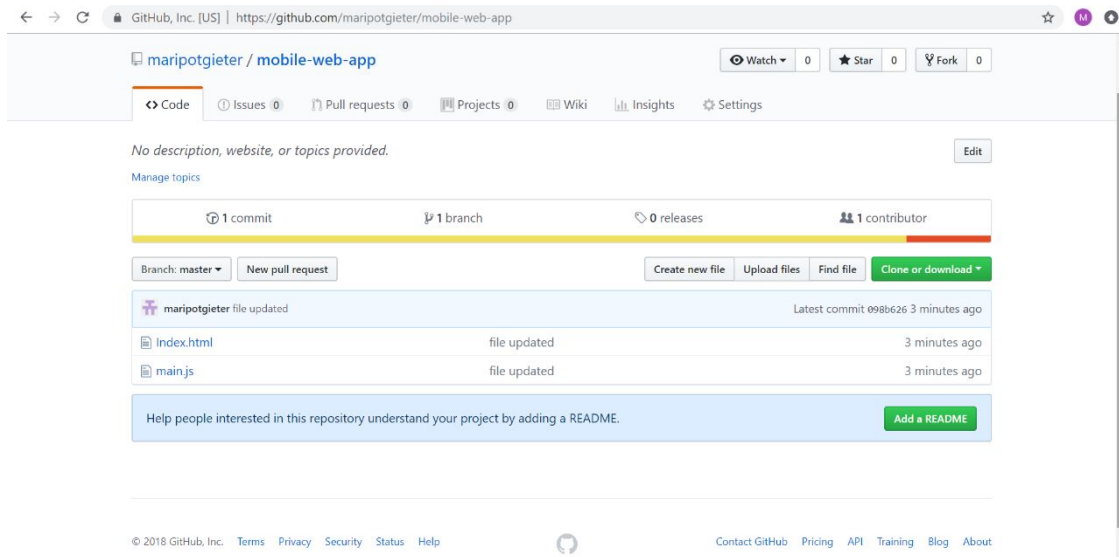 GitHub, Inc. [US] | https://github.com/maripotgieter/mobile-web-app
M
maripotgieter / mobile-web-app
Watch 0 Star 0 Fork 0
Code Issues 0 Pull requests 0 Projects 0 Wiki Insights Settings
No description, website, or topics provided. Edit
Manage topics
1 commit 1 branch 0 releases 1 contributor
Branch: master New pull request Create new file Upload files Find file Clone or download
maripotgieter file updated Latest commit 098b626 3 minutes ago
Index.html file updated 3 minutes ago
main.js file updated 3 minutes ago
Help people interested in this repository understand your project by adding a README. Add a README
© 2018 GitHub, Inc. Terms Privacy Security Status Help Contact GitHub Pricing API Training Blog About